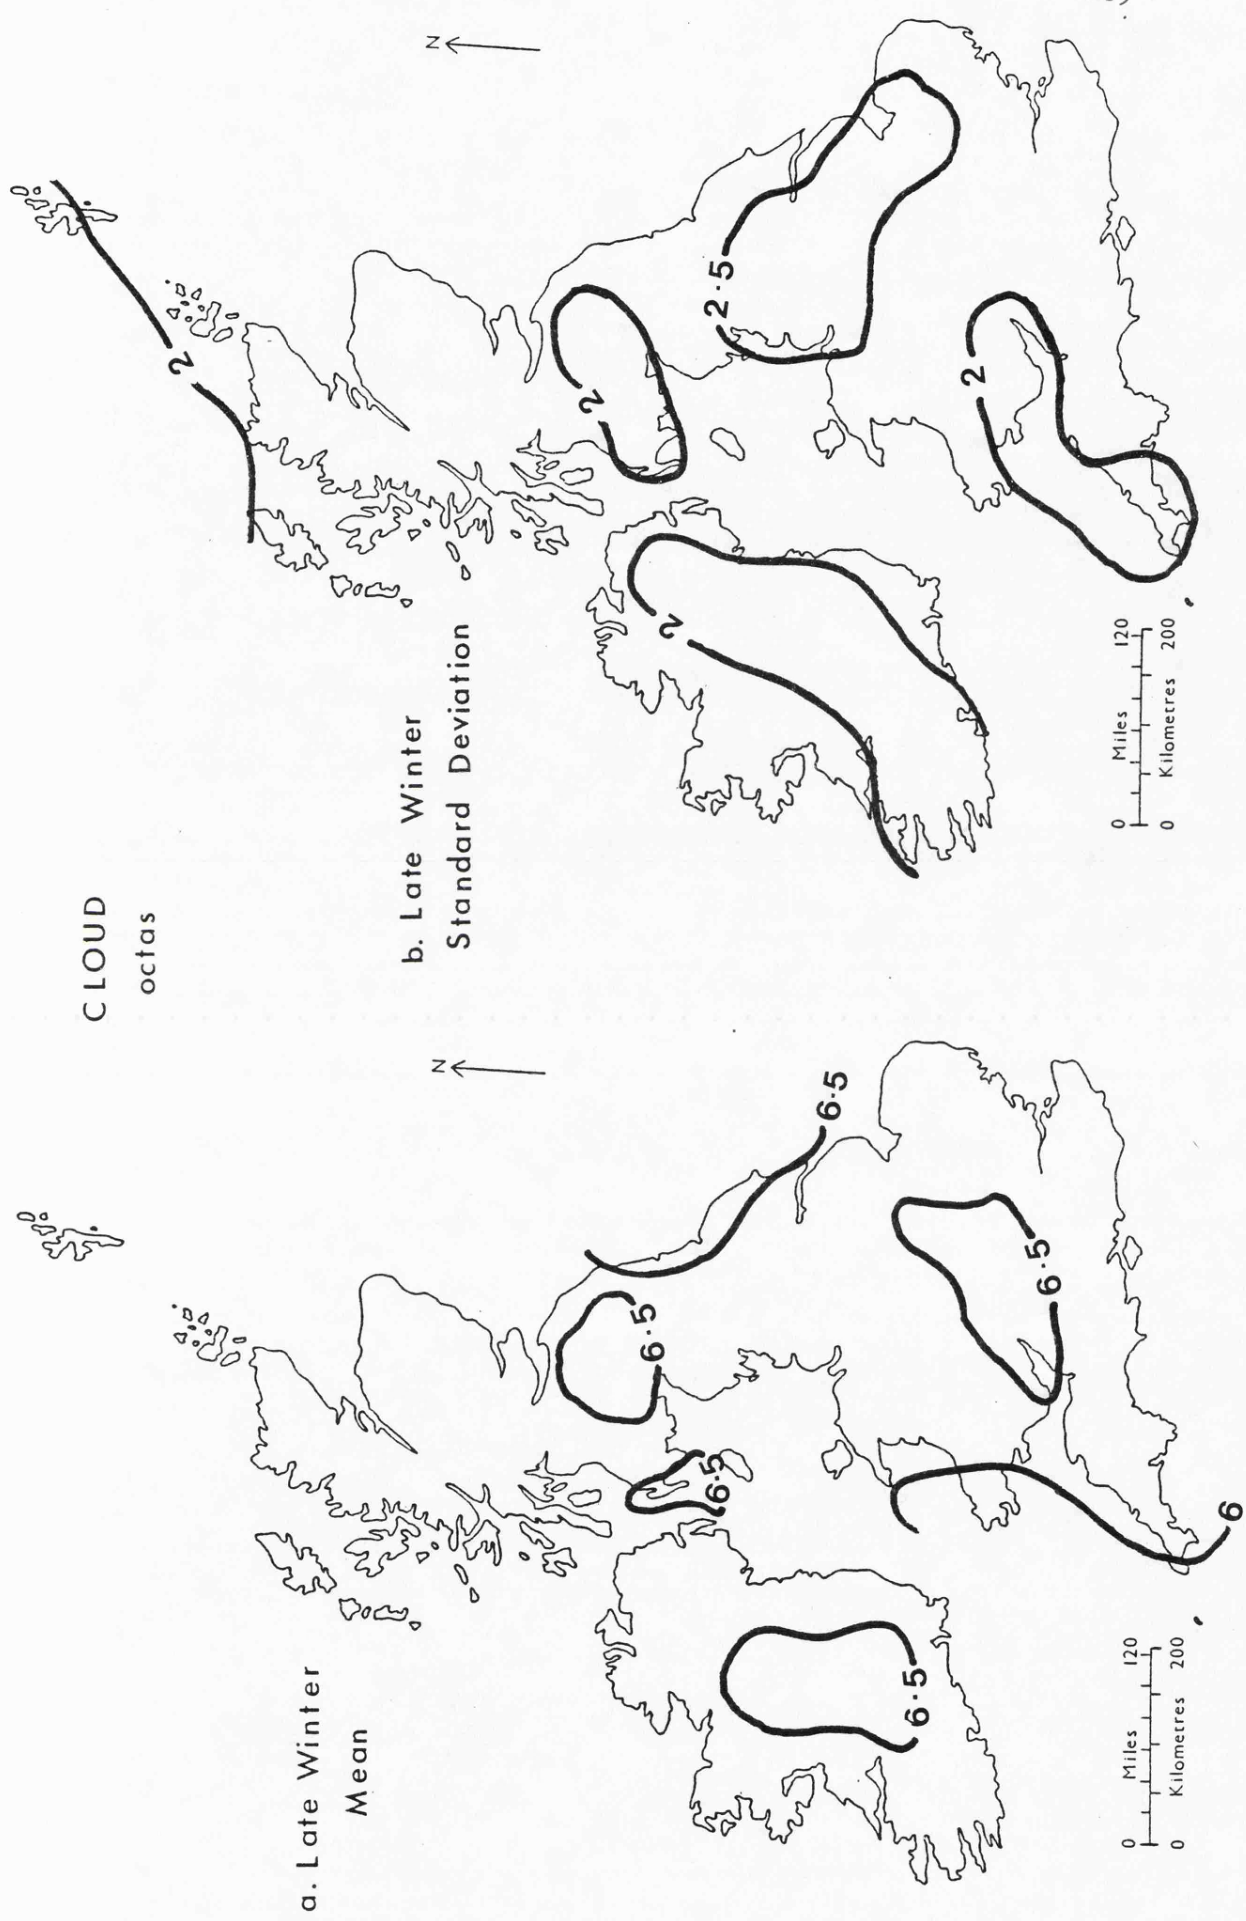 CLOUD
octas
a. Late Winter
Mean
N
6·5
6·5
6·5
6·5
6·5
6
Miles
0 120
0 200
Kilometres
b. Late Winter
Standard Deviation
N
2
2
2·5
2
2
Miles
0 120
0 200
Kilometres